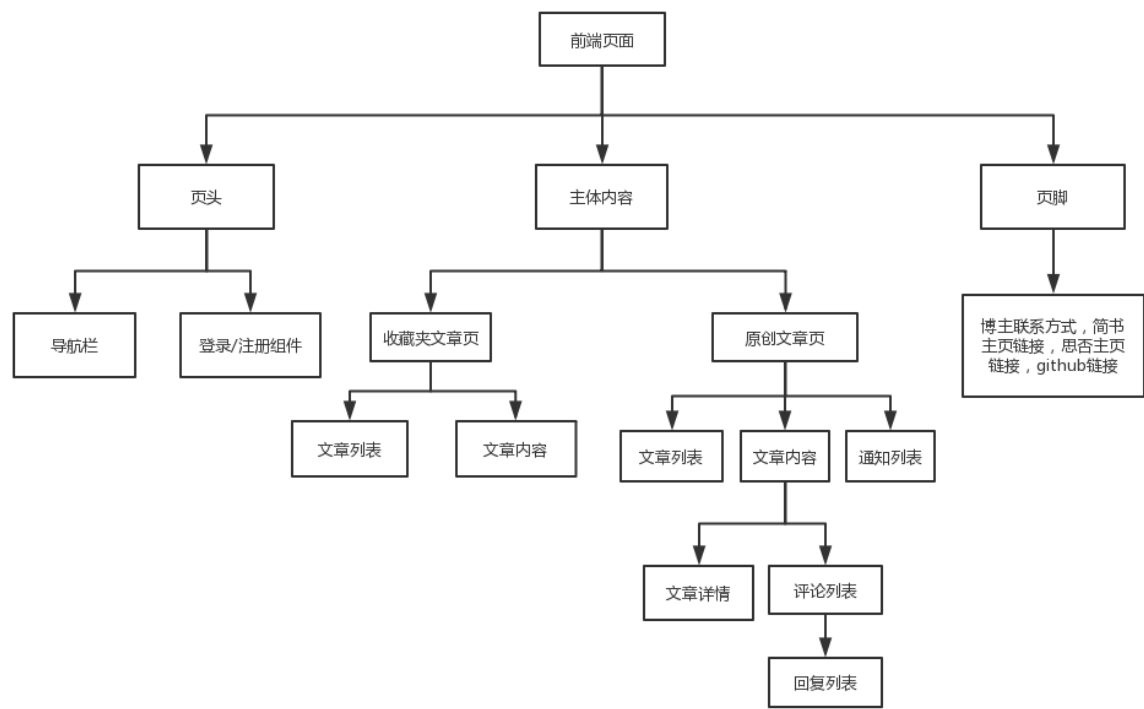 前端页面
页头
主体内容
页脚
导航栏
登录/注册组件
收藏夹文章页
原创文章页
博主联系方式，简书
主页链接，思否主页
链接，github链接
文章列表
文章内容
文章列表
文章内容
通知列表
文章详情
评论列表
回复列表